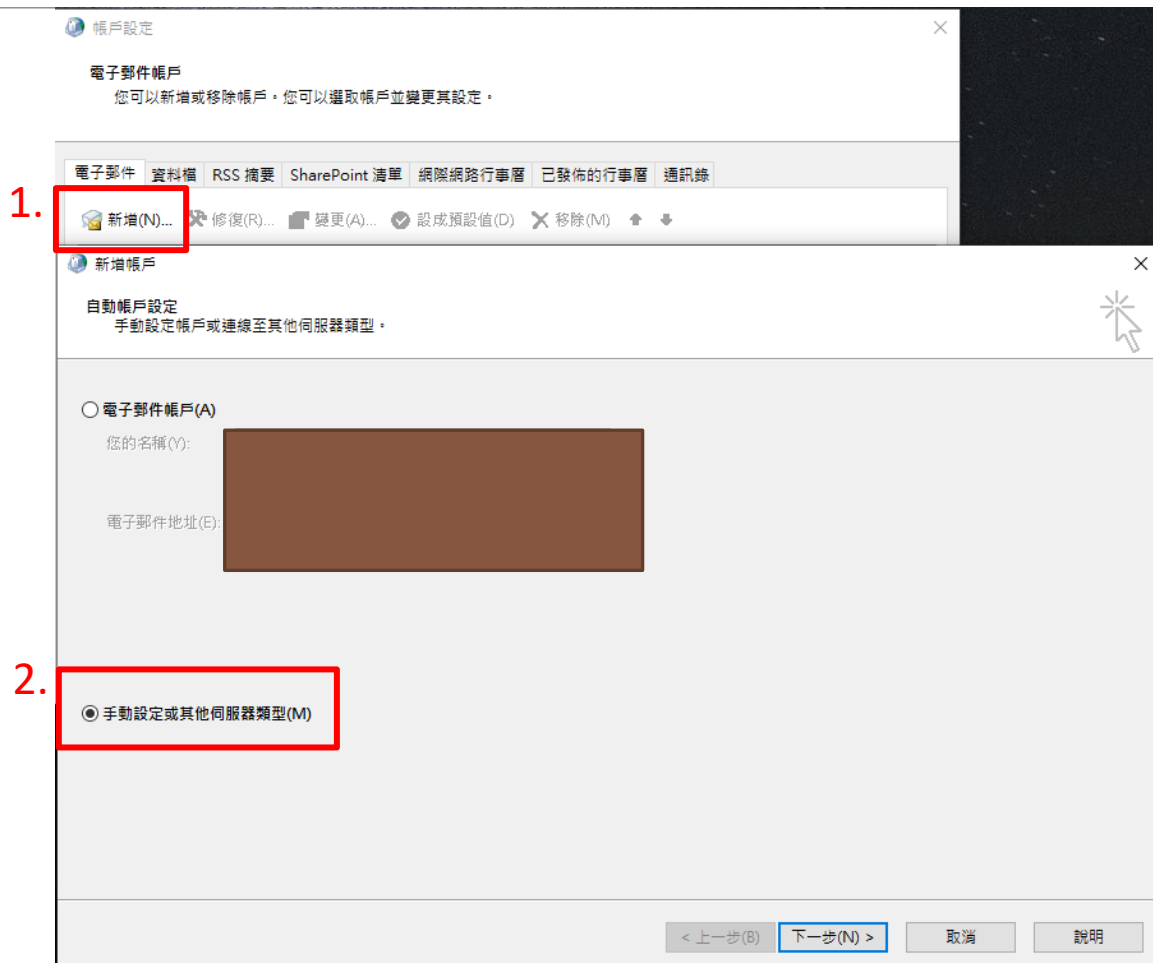 帳戶設定
電子郵件帳戶
您可以新增或移除帳戶。您可以選取帳戶並變更其設定。
電子郵件 資料檔 RSS 摘要 SharePoint 清單 網際網路行事曆 已發佈的行事曆 通訊錄
1.
新增(N)... 修復(R)... 變更(A)... 設成預設值(D) 移除(M)
新增帳戶
自動帳戶設定
手動設定帳戶或連線至其他伺服器類型。
電子郵件帳戶(A)
您的名稱(Y):
電子郵件地址(E):
2.
手動設定或其他伺服器類型(M)
< 上一步(B) 下一步(N) > 取消 說明